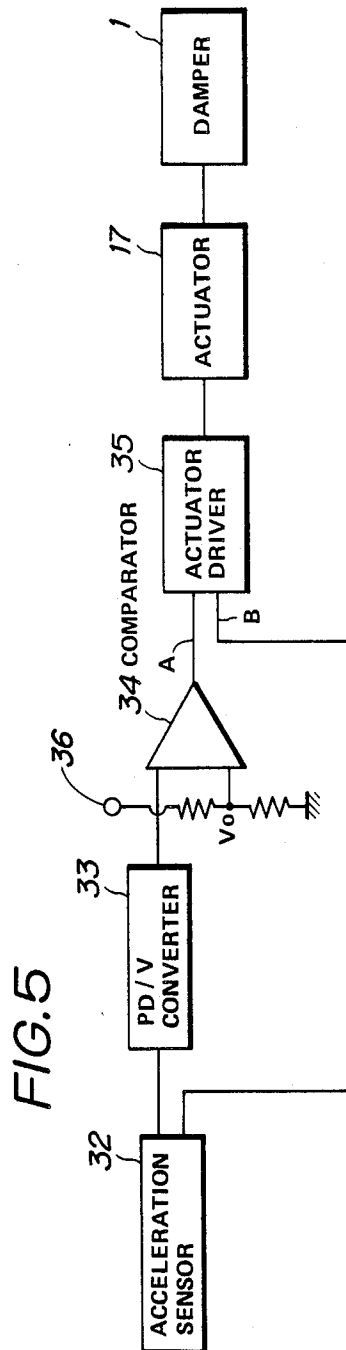 FIG.5
32
ACCELERATION
SENSOR
33
PD/V
CONVERTER
36
Vo
34 COMPARATOR
A
B
35
ACTUATOR
DRIVER
17
ACTUATOR
1
DAMPER